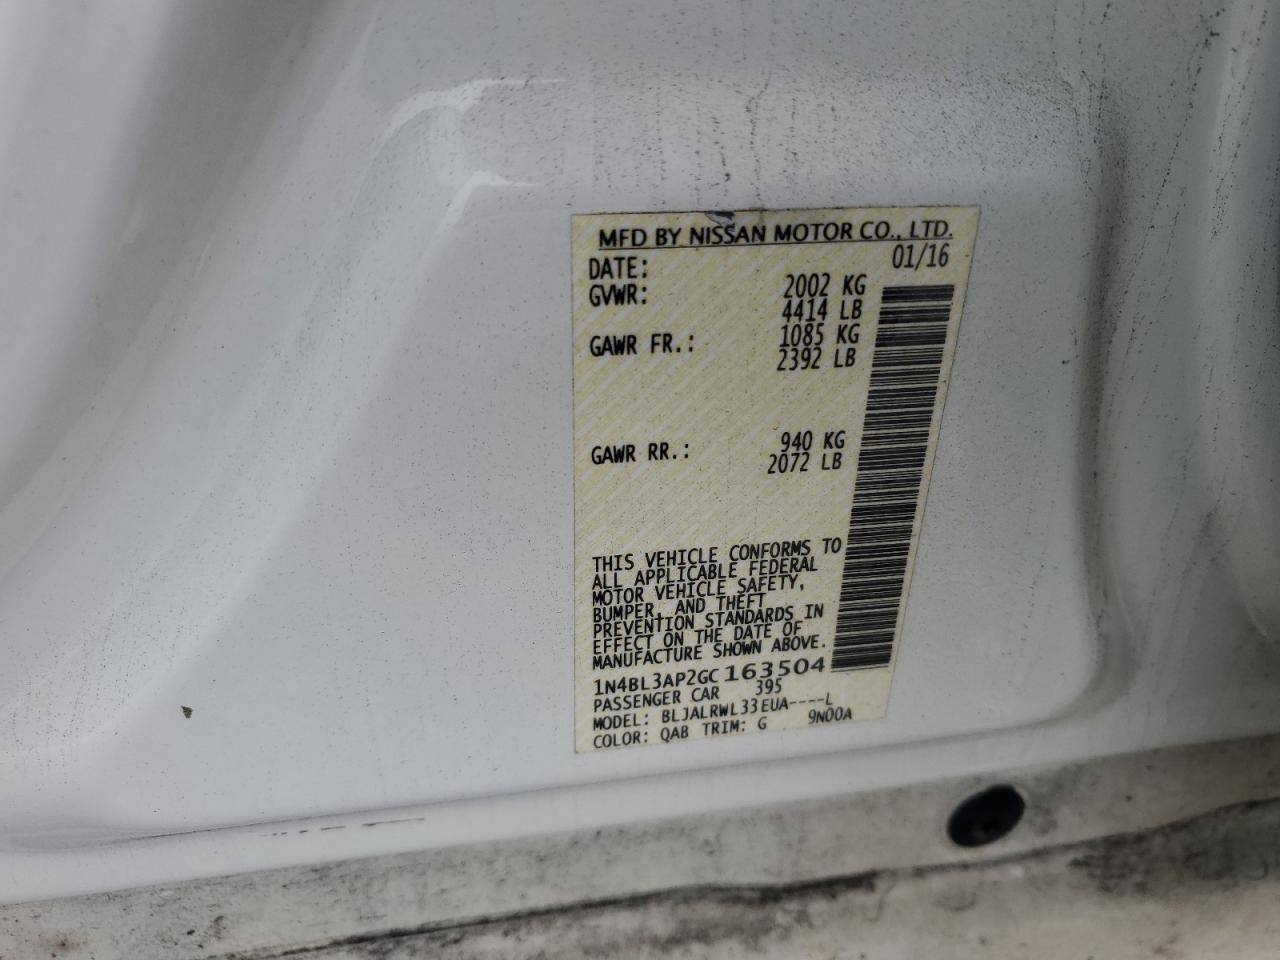 MFD BY NISSAN MOTOR CO., LTD.
DATE: 01/16
GVWR: 2002 KG
4414 LB
GAWR FR.: 1085 KG
2392 LB
GAWR RR.: 940 KG
2072 LB
THIS VEHICLE CONFORMS TO
ALL APPLICABLE FEDERAL
MOTOR VEHICLE SAFETY,
BUMPER, AND THEFT
PREVENTION STANDARDS IN
EFFECT ON THE DATE OF
MANUFACTURE SHOWN ABOVE.
1N4BL3AP2GC163504
PASSENGER CAR 395
MODEL: BLJALRWL33EUA----L
COLOR: QAB TRIM: G 9N00A